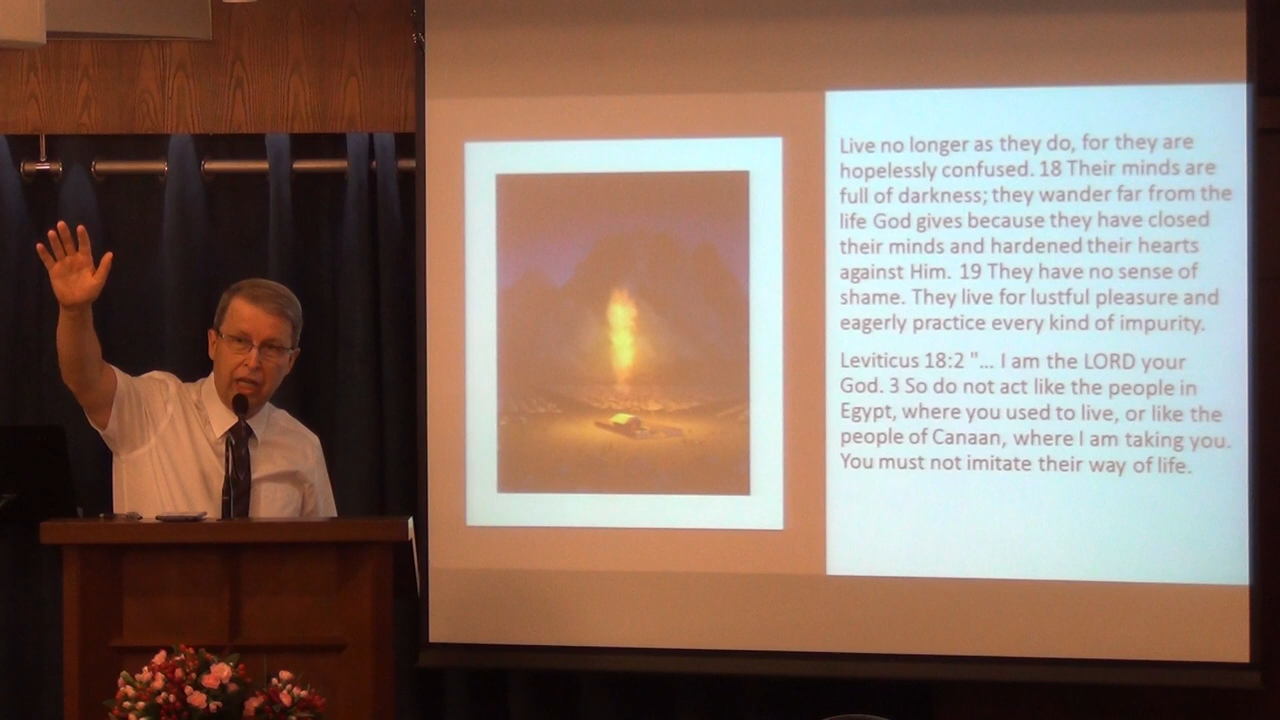 Live no longer as they do, for they are
hopelessly confused. 18 Their minds are
full of darkness; they wander far from the
life God gives because they have closed
their minds and hardened their hearts
against Him. 19 They have no sense of
shame. They live for lustful pleasure and
eagerly practice every kind of impurity.
Leviticus 18:2 "... I am the LORD your
God. 3 So do not act like the people in
Egypt, where you used to live, or like the
people of Canaan, where I am taking you.
You must not imitate their way of life.